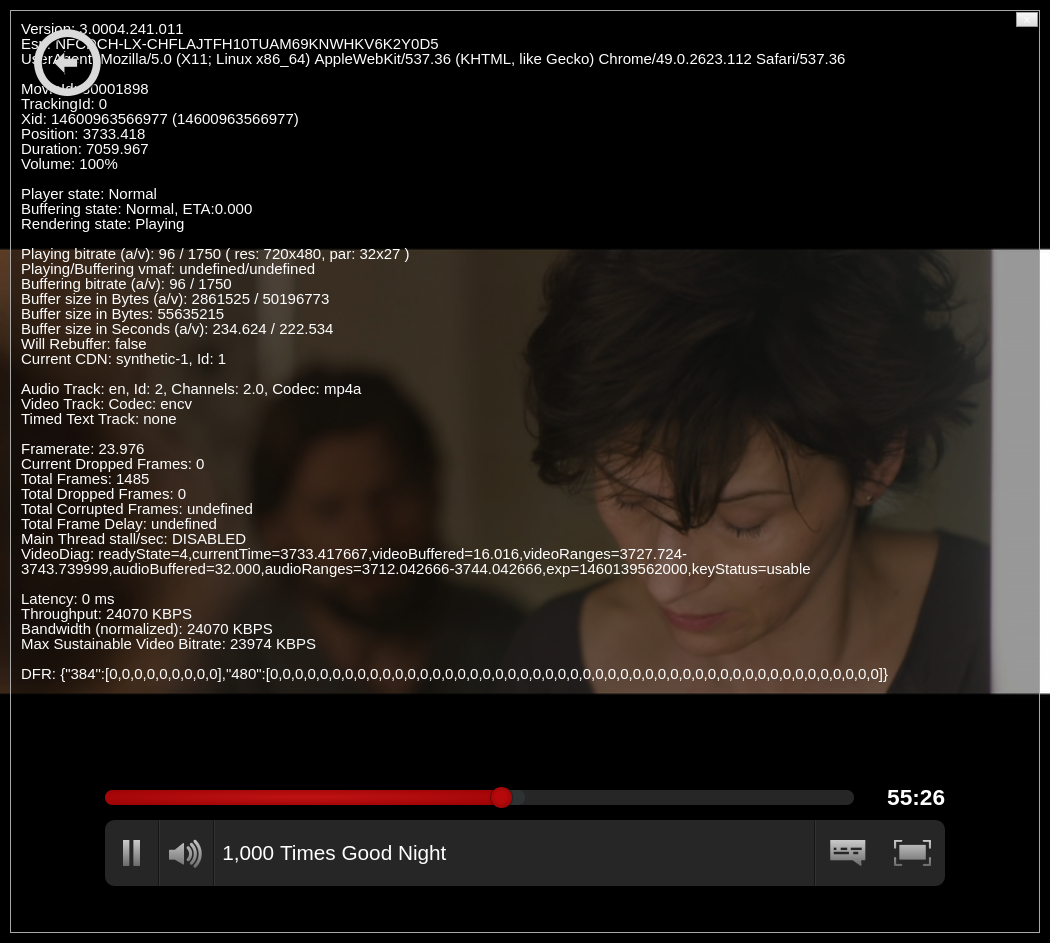 Version: 3.0004.241.011
Esn: NFCDCH-LX-CHFLAJTFH10TUAM69KNWHKV6K2Y0D5
UserAgent: Mozilla/5.0 (X11; Linux x86_64) AppleWebKit/537.36 (KHTML, like Gecko) Chrome/49.0.2623.112 Safari/537.36
MovieId: 80001898
TrackingId: 0
Xid: 14600963566977 (14600963566977)
Position: 3733.418
Duration: 7059.967
Volume: 100%
Player state: Normal
Buffering state: Normal, ETA:0.000
Rendering state: Playing
Playing bitrate (a/v): 96 / 1750 ( res: 720x480, par: 32x27 )
Playing/Buffering vmaf: undefined/undefined
Buffering bitrate (a/v): 96 / 1750
Buffer size in Bytes (a/v): 2861525 / 50196773
Buffer size in Bytes: 55635215
Buffer size in Seconds (a/v): 234.624 / 222.534
Will Rebuffer: false
Current CDN: synthetic-1, Id: 1
Audio Track: en, Id: 2, Channels: 2.0, Codec: mp4a
Video Track: Codec: encv
Timed Text Track: none
Framerate: 23.976
Current Dropped Frames: 0
Total Frames: 1485
Total Dropped Frames: 0
Total Corrupted Frames: undefined
Total Frame Delay: undefined
Main Thread stall/sec: DISABLED
VideoDiag: readyState=4,currentTime=3733.417667,videoBuffered=16.016,videoRanges=3727.724-
3743.739999,audioBuffered=32.000,audioRanges=3712.042666-3744.042666,exp=1460139562000,keyStatus=usable
Latency: 0 ms
Throughput: 24070 KBPS
Bandwidth (normalized): 24070 KBPS
Max Sustainable Video Bitrate: 23974 KBPS
DFR: {"384":[0,0,0,0,0,0,0,0,0],"480":[0,0,0,0,0,0,0,0,0,0,0,0,0,0,0,0,0,0,0,0,0,0,0,0,0,0,0,0,0,0,0,0,0,0,0,0,0,0,0,0,0,0,0,0,0,0,0,0,0]}
55:26
1,000 Times Good Night